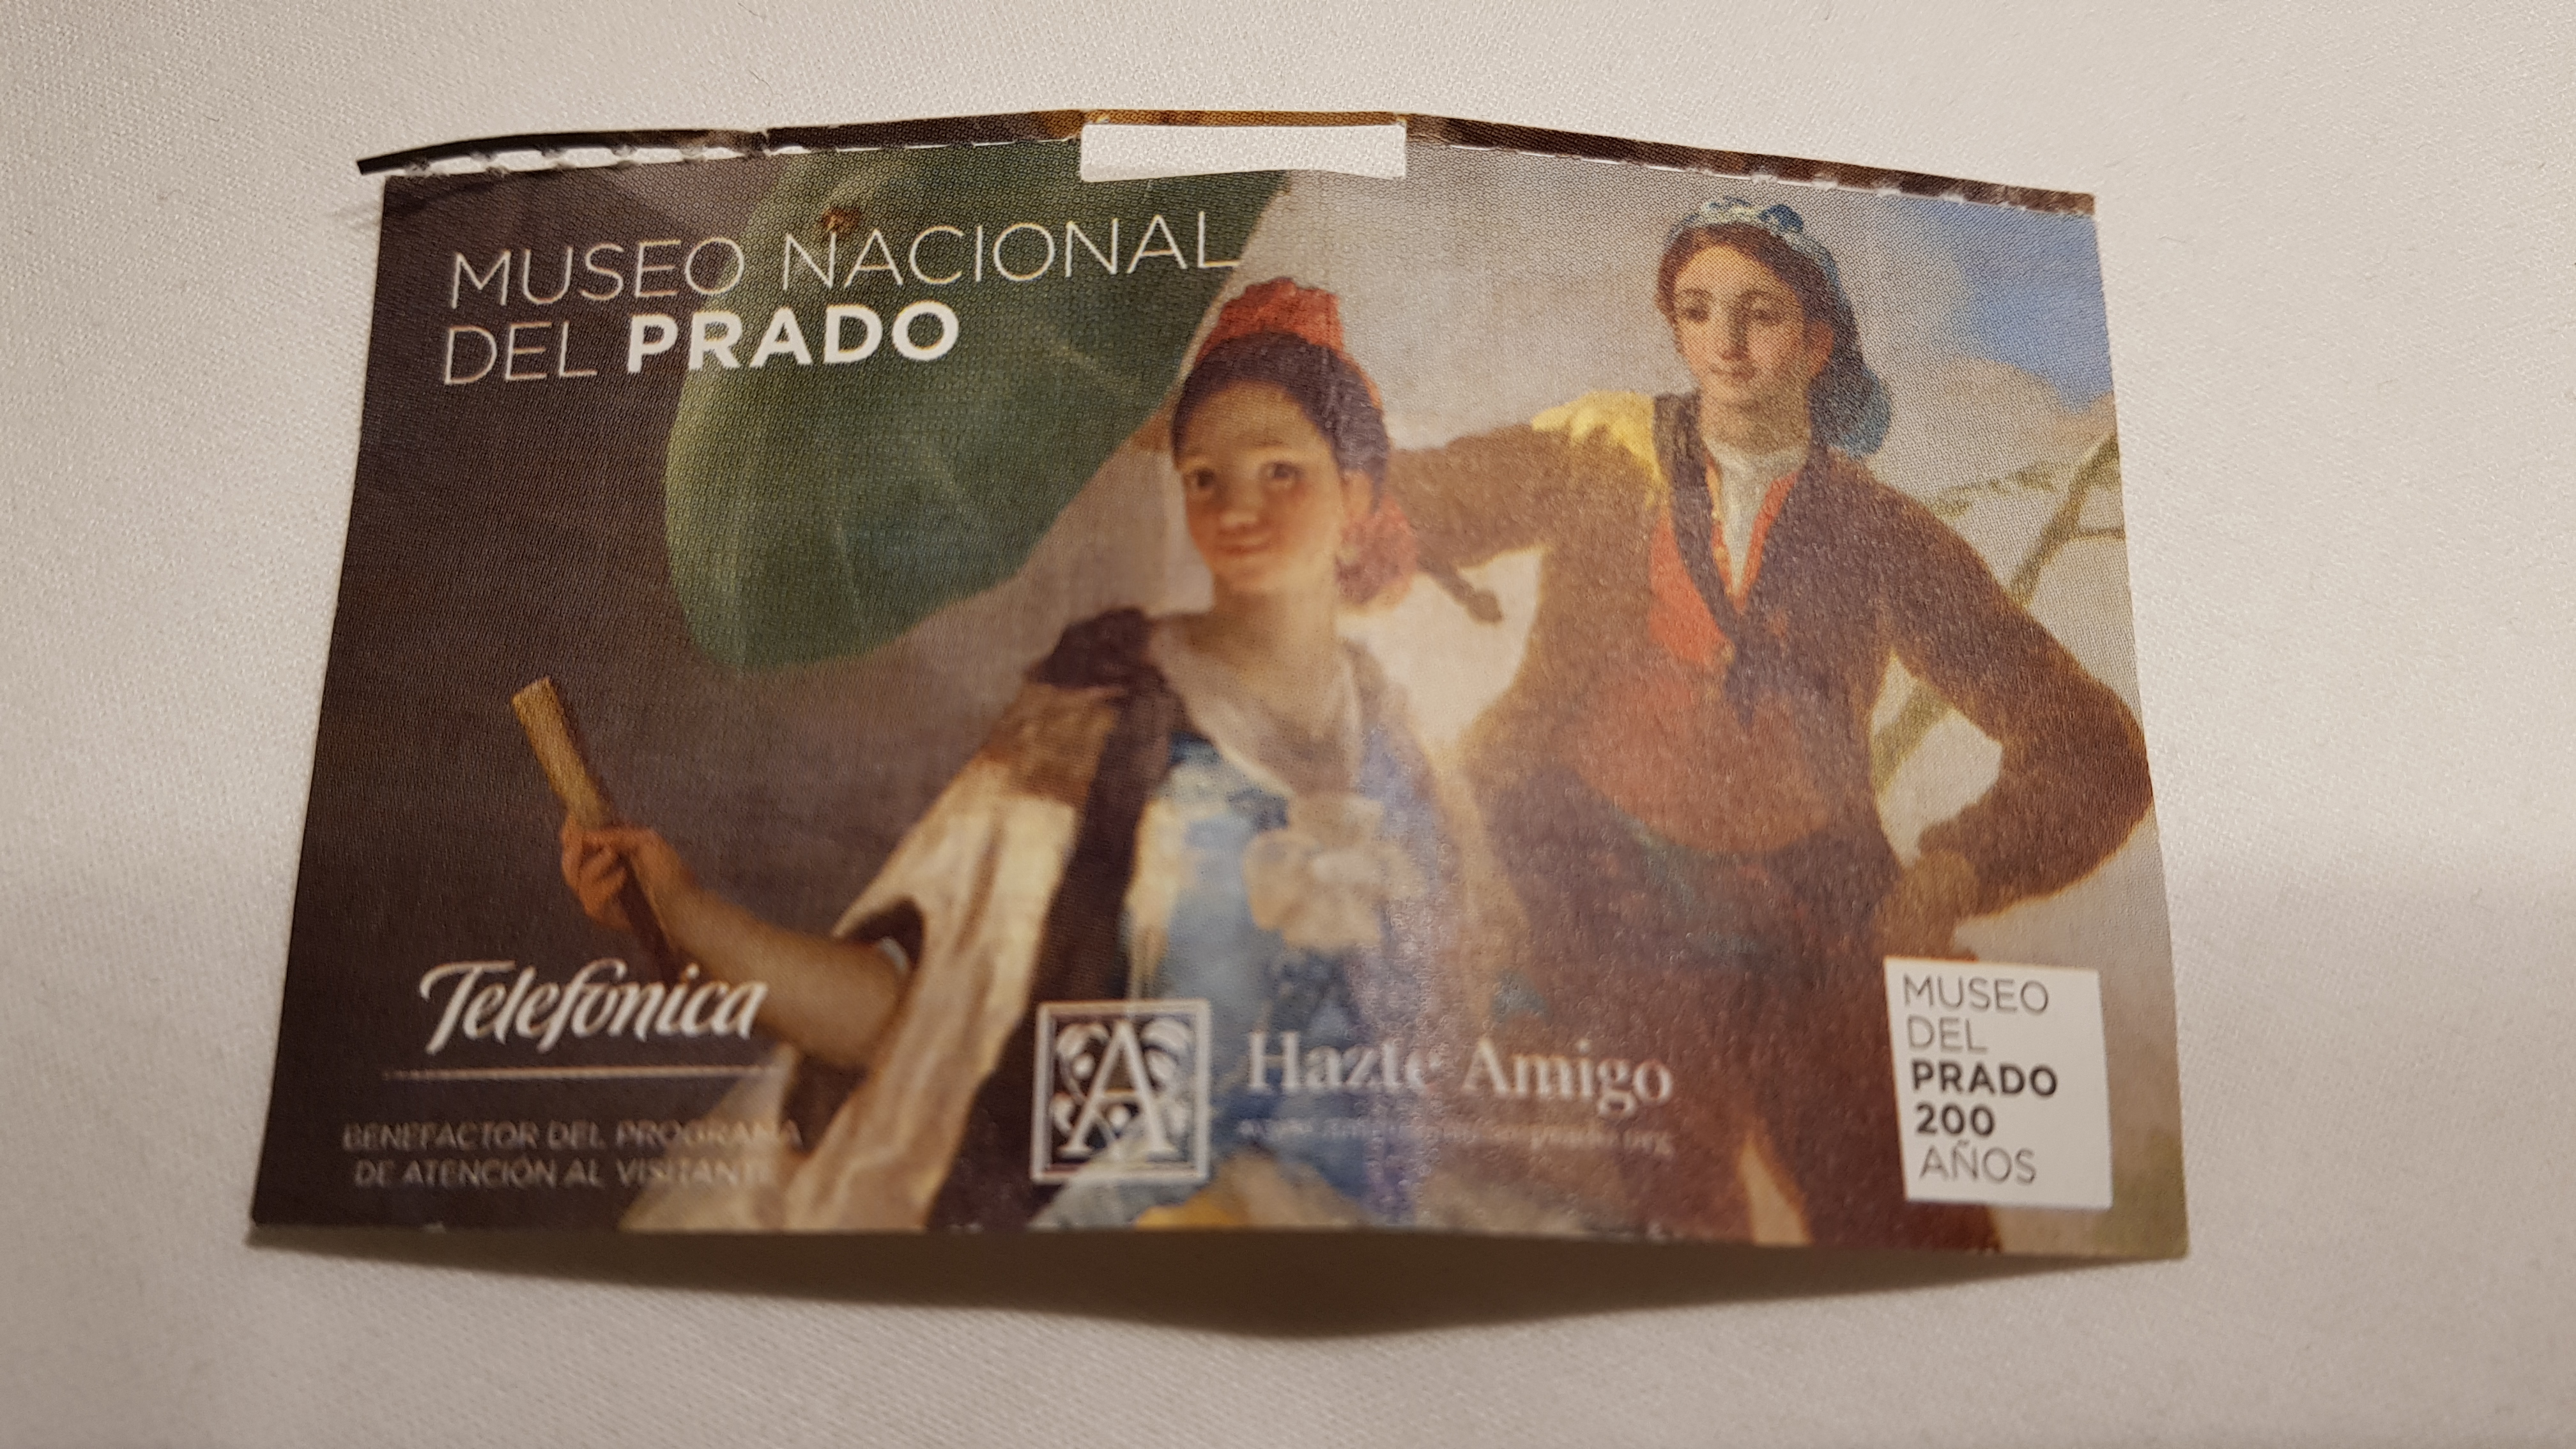 MUSEO NACIONAL
DEL PRADO
Telefónica
BENEFACTOR DEL PROGRAMA
DE ATENCIÓN AL VISITANTE
A
Hazte Amigo
MUSEO
DEL
PRADO
200
AÑOS